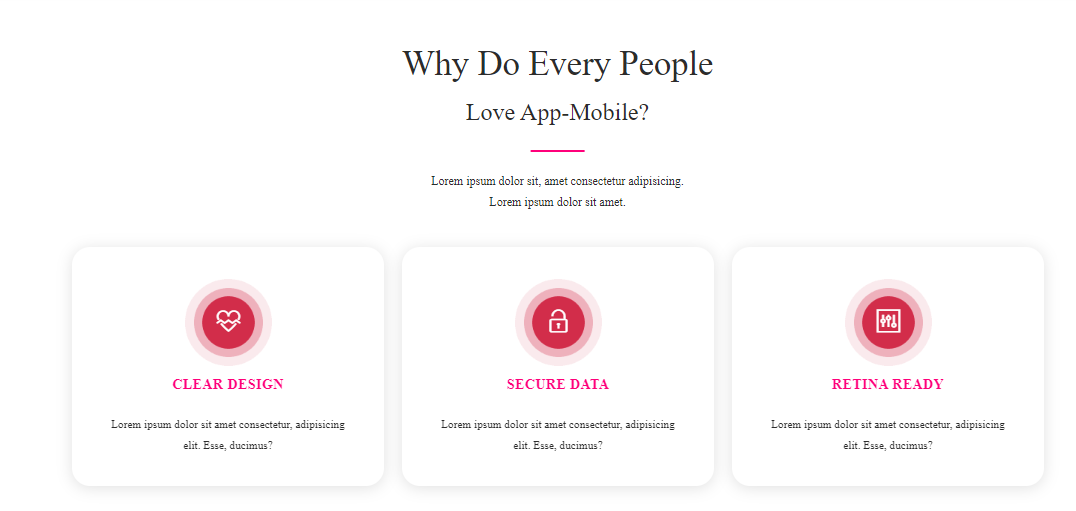 Why Do Every People
Love App-Mobile?
Lorem ipsum dolor sit, amet consectetur adipisicing.
Lorem ipsum dolor sit amet.
CLEAR DESIGN
Lorem ipsum dolor sit amet consectetur, adipisicing
elit. Esse, ducimus?
SECURE DATA
Lorem ipsum dolor sit amet consectetur, adipisicing
elit. Esse, ducimus?
RETINA READY
Lorem ipsum dolor sit amet consectetur, adipisicing
elit. Esse, ducimus?